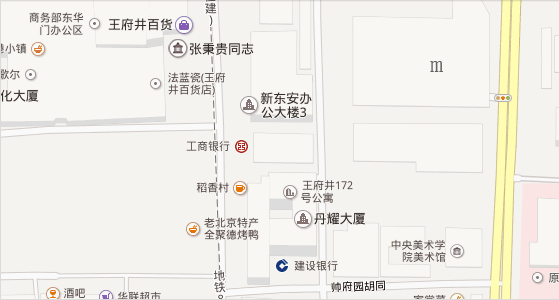 建）
商务部东华
门办公区
王府井百货
张秉贵同志
小镇
歌尔
法蓝瓷(王府
井百货店)
化大厦
新东安办
公大楼3
m
工商银行
稻香村
王府井172
号公寓
丹耀大厦
老北京特产
全聚德烤鸭
中央美术学
院美术馆
建设银行
地铁8
帅府园胡同
原
酒吧
华联超市